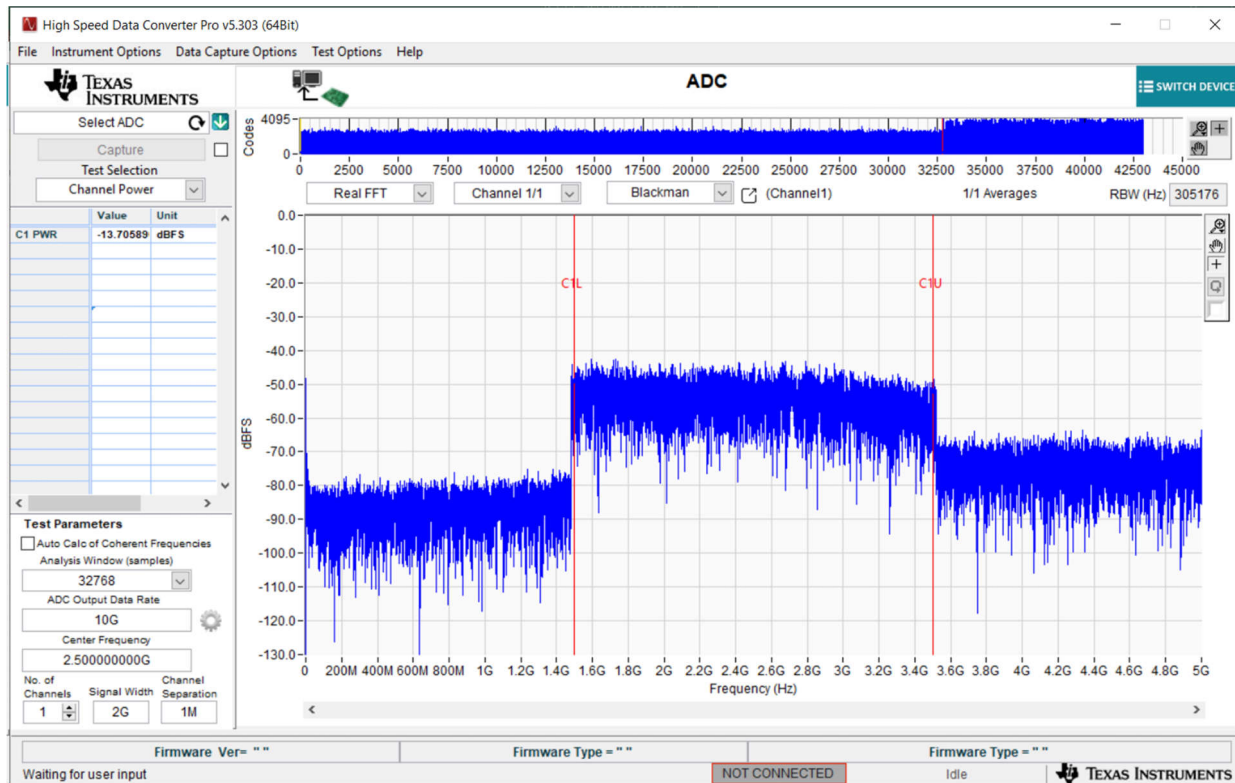 High Speed Data Converter Pro v5.303 (64Bit)
File Instrument Options Data Capture Options Test Options Help
TEXAS
INSTRUMENTS
ADC
SWITCH DEVICE
Select ADC
Capture
Test Selection
Channel Power
Value Unit
C1 PWR -13.70589 dBFS
Codes
4095
0
0 2500 5000 7500 10000 12500 15000 17500 20000 22500 25000 27500 30000 32500 35000 37500 40000 42500 45000
Real FFT Channel 1/1 Blackman (Channel1) 1/1 Averages RBW (Hz) 305176
0.0
-10.0
-20.0
-30.0
-40.0
-50.0
-60.0
-70.0
-80.0
-90.0
-100.0
-110.0
-120.0
-130.0
dBFS
C1L C1U
0 200M 400M 600M 800M 1G 1.2G 1.4G 1.6G 1.8G 2G 2.2G 2.4G 2.6G 2.8G 3G 3.2G 3.4G 3.6G 3.8G 4G 4.2G 4.4G 4.6G 4.8G 5G
Frequency (Hz)
Test Parameters
Auto Calc of Coherent Frequencies
Analysis Window (samples)
32768
ADC Output Data Rate
10G
Center Frequency
2.500000000G
No. of Channels Signal Width Channel Separation
1 2G 1M
Firmware Ver= " " Firmware Type = " " Firmware Type = " "
Waiting for user input NOT CONNECTED Idle TEXAS INSTRUMENTS